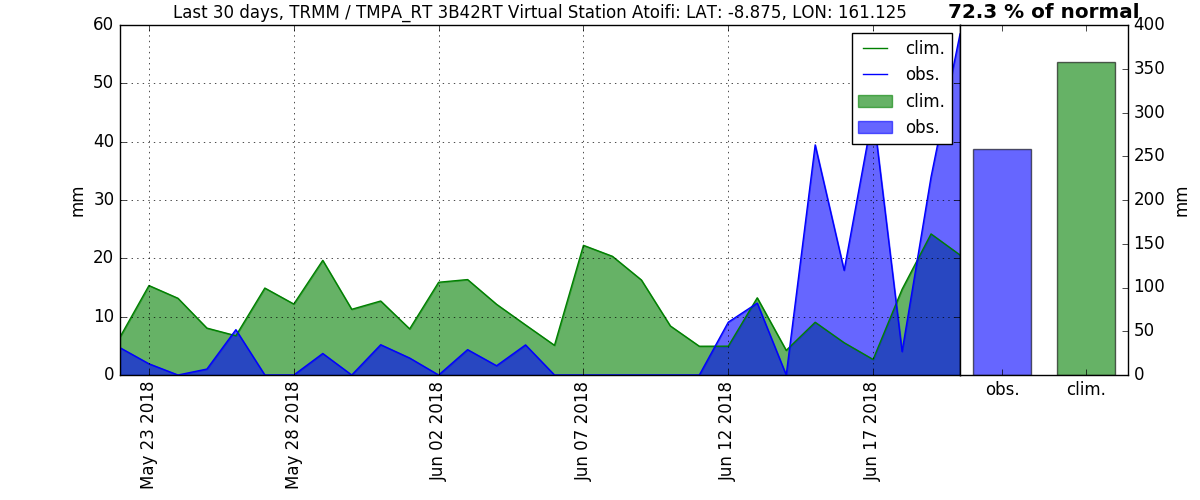 Last 30 days, TRMM / TMPA_RT 3B42RT Virtual Station Atoifi: LAT: -8.875, LON: 161.125
72.3 % of normal
60
50
40
30
20
10
0
mm
clim.
obs.
clim.
obs.
May 23 2018
May 28 2018
Jun 02 2018
Jun 07 2018
Jun 12 2018
Jun 17 2018
400
350
300
250
200
150
100
50
0
mm
obs.
clim.